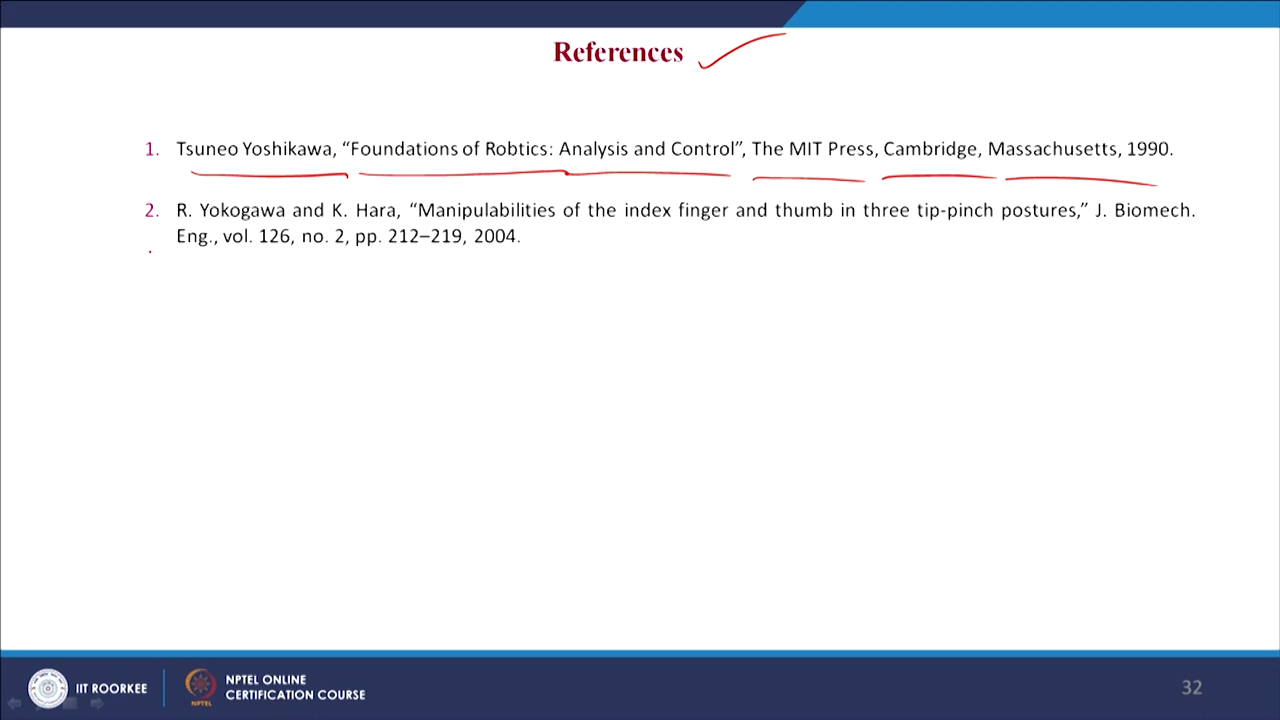 References
1. Tsuneo Yoshikawa, “Foundations of Robtics: Analysis and Control”, The MIT Press, Cambridge, Massachusetts, 1990.
2. R. Yokogawa and K. Hara, “Manipulabilities of the index finger and thumb in three tip-pinch postures,” J. Biomech.
Eng., vol. 126, no. 2, pp. 212–219, 2004.
IIT ROORKEE
NPTEL
NPTEL ONLINE
CERTIFICATION COURSE
32